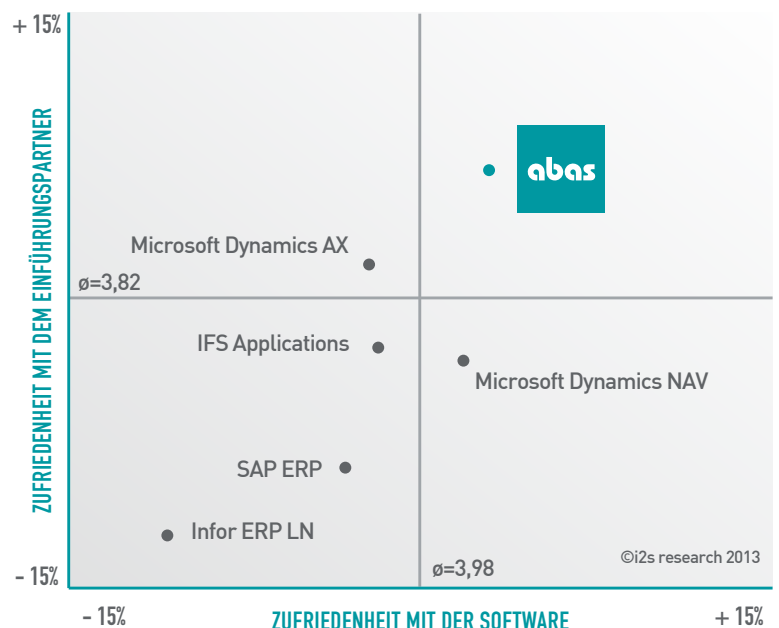 + 15%
ZUFRIEDENHEIT MIT DEM EINFÜHRUNGSPARTNER
abas
Microsoft Dynamics AX
ø=3,82
IFS Applications
Microsoft Dynamics NAV
SAP ERP
Infor ERP LN
©i2s research 2013
ø=3,98
- 15%
- 15%
ZUFRIEDENHEIT MIT DER SOFTWARE
+ 15%